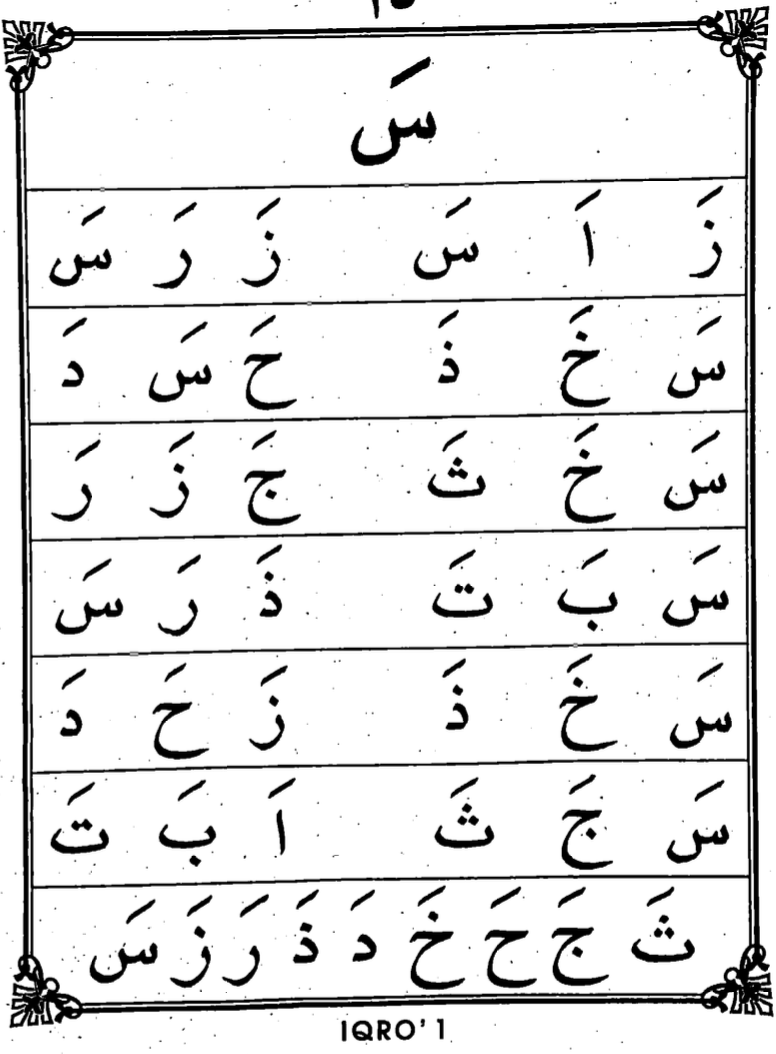 سَ
زَ اَ سَ زَ رَ سَ
سَ خَ ذَ حَ سَ دَ
سَ خَ ثَ جَ زَ رَ
سَ بَ تَ ذَ رَ سَ
سَ خَ ذَ زَ حَ دَ
سَ جَ ثَ اَ بَ تَ
ثَ جَ حَ خَ دَ ذَ رَ زَ سَ
IQRO' 1